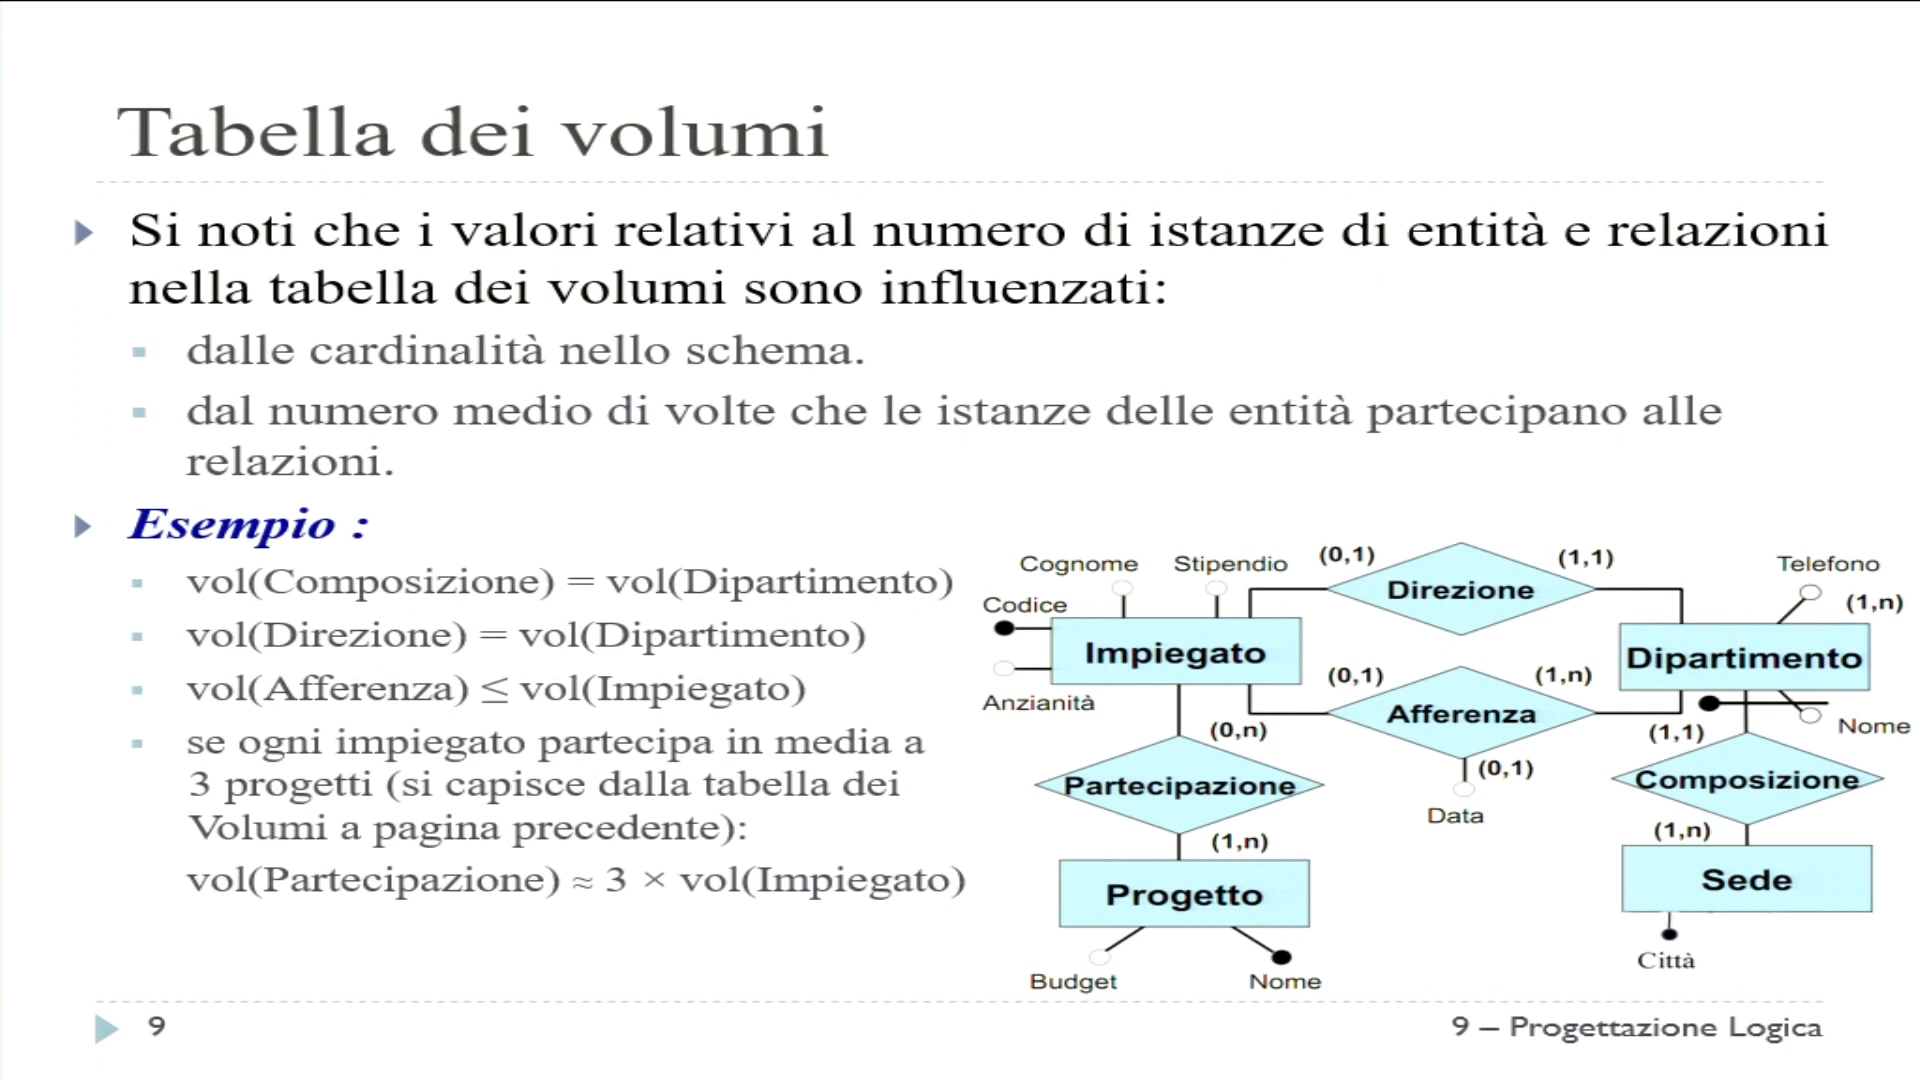 Tabella dei volumi
Si noti che i valori relativi al numero di istanze di entità e relazioni
nella tabella dei volumi sono influenzati:
dalle cardinalità nello schema.
dal numero medio di volte che le istanze delle entità partecipano alle
relazioni.
Esempio :
vol(Composizione) = vol(Dipartimento)
vol(Direzione) = vol(Dipartimento)
vol(Afferenza) ≤ vol(Impiegato)
se ogni impiegato partecipa in media a
3 progetti (si capisce dalla tabella dei
Volumi a pagina precedente):
vol(Partecipazione) ≈ 3 × vol(Impiegato)
Cognome Stipendio (0,1) (1,1) Telefono
Direzione
Codice (1,n)
Impiegato Dipartimento
(0,1) (1,n)
Anzianità Afferenza
(0,n) (1,1) Nome
(0,1)
Partecipazione Composizione
Data
(1,n) (1,n)
Progetto Sede
Città
Budget Nome
9 9 – Progettazione Logica